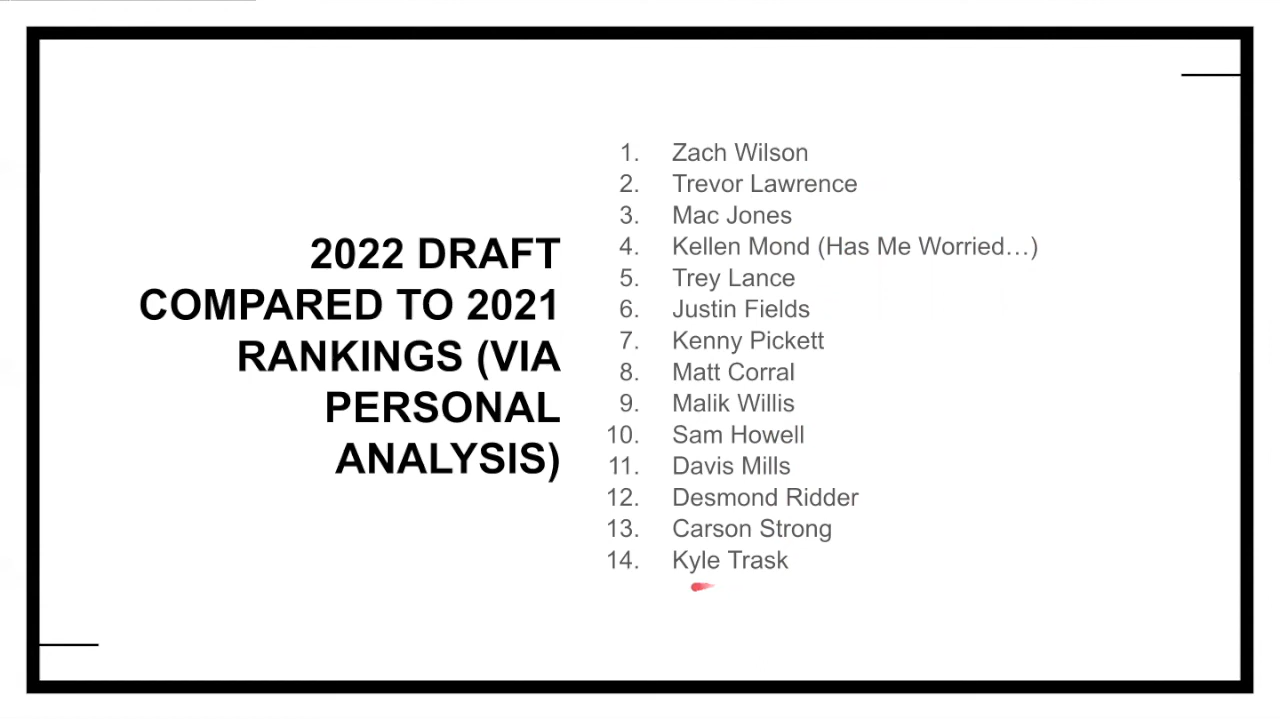 2022 DRAFT
COMPARED TO 2021
RANKINGS (VIA
PERSONAL
ANALYSIS)
1. Zach Wilson
2. Trevor Lawrence
3. Mac Jones
4. Kellen Mond (Has Me Worried…)
5. Trey Lance
6. Justin Fields
7. Kenny Pickett
8. Matt Corral
9. Malik Willis
10. Sam Howell
11. Davis Mills
12. Desmond Ridder
13. Carson Strong
14. Kyle Trask